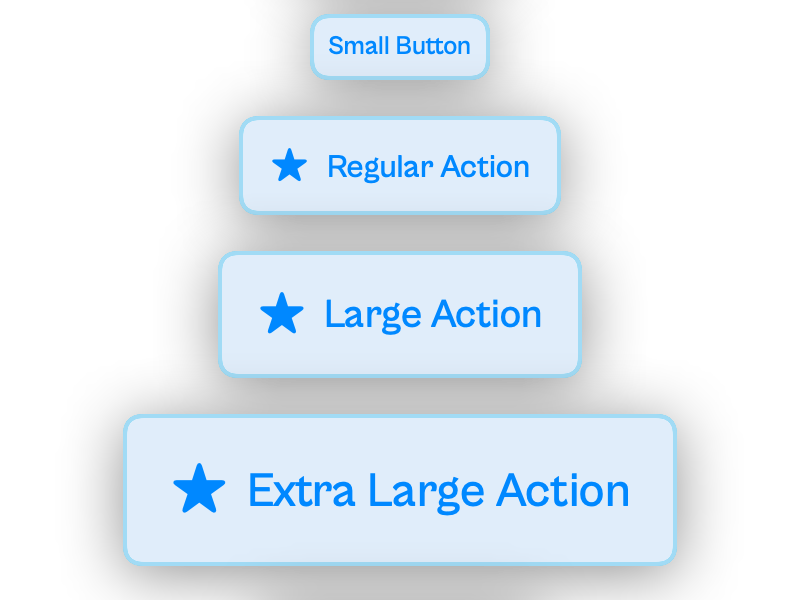 Small Button
Regular Action
Large Action
Extra Large Action